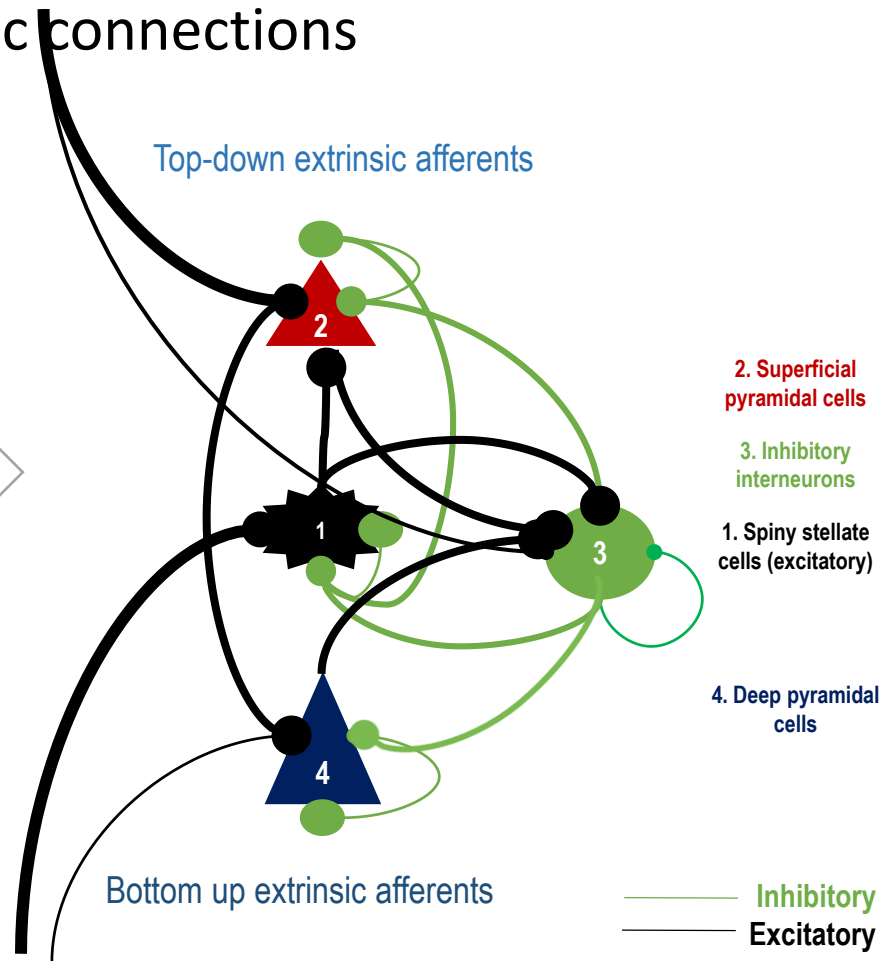 c connections
Top-down extrinsic afferents
2
2. Superficial
pyramidal cells
3. Inhibitory
interneurons
1
3
1. Spiny stellate
cells (excitatory)
4. Deep pyramidal
cells
4
Bottom up extrinsic afferents
Inhibitory
Excitatory